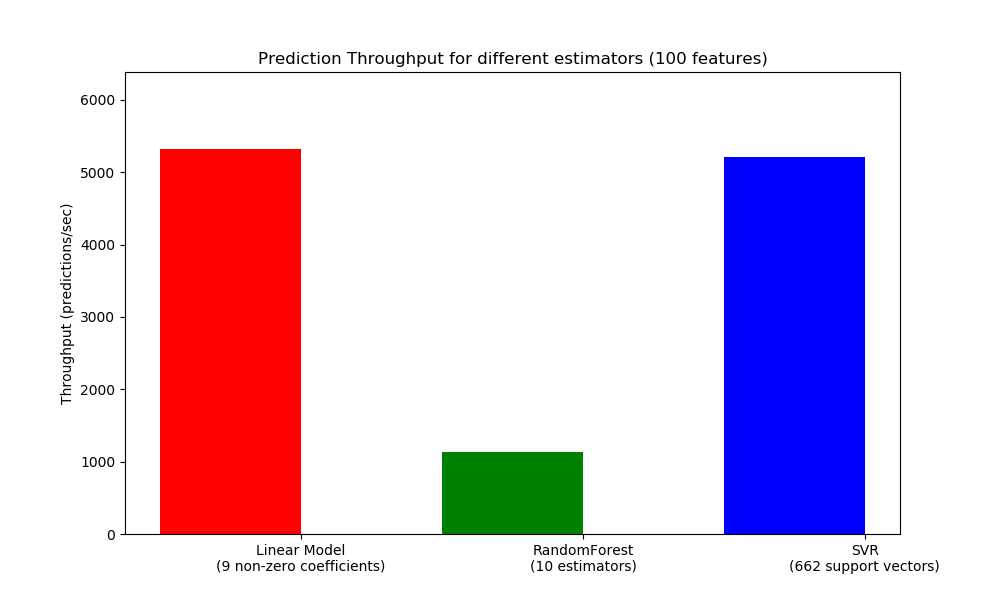 Prediction Throughput for different estimators (100 features)
Throughput (predictions/sec)
6000
5000
4000
3000
2000
1000
0
Linear Model
(9 non-zero coefficients)
RandomForest
(10 estimators)
SVR
(662 support vectors)